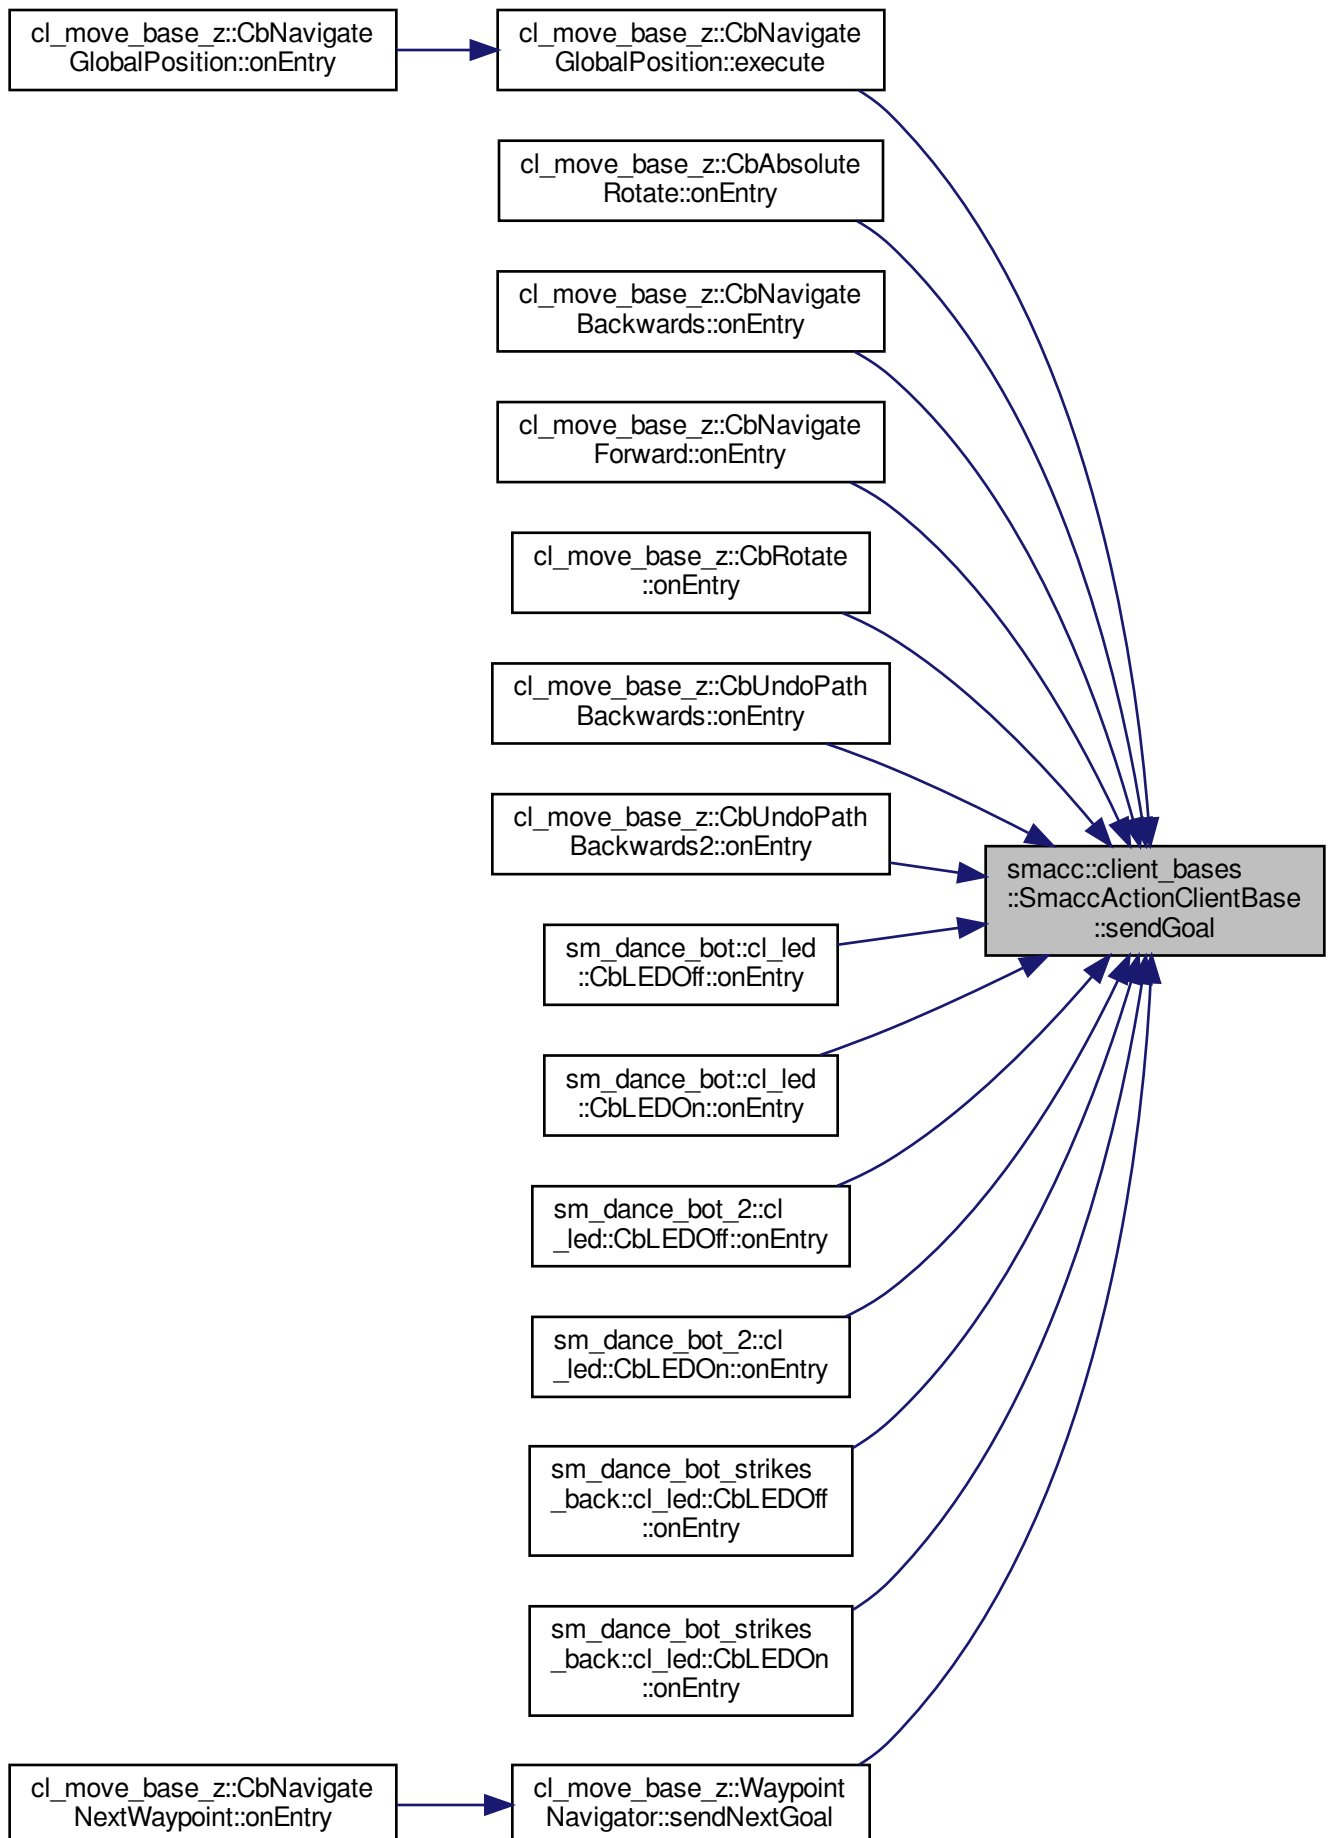 cl_move_base_z::CbNavigate
GlobalPosition::onEntry
cl_move_base_z::CbNavigate
GlobalPosition::execute
cl_move_base_z::CbAbsolute
Rotate::onEntry
cl_move_base_z::CbNavigate
Backwards::onEntry
cl_move_base_z::CbNavigate
Forward::onEntry
cl_move_base_z::CbRotate
::onEntry
cl_move_base_z::CbUndoPath
Backwards::onEntry
cl_move_base_z::CbUndoPath
Backwards2::onEntry
smacc::client_bases
::SmaccActionClientBase
::sendGoal
sm_dance_bot::cl_led
::CbLEDOff::onEntry
sm_dance_bot::cl_led
::CbLEDOn::onEntry
sm_dance_bot_2::cl
_led::CbLEDOff::onEntry
sm_dance_bot_2::cl
_led::CbLEDOn::onEntry
sm_dance_bot_strikes
_back::cl_led::CbLEDOff
::onEntry
sm_dance_bot_strikes
_back::cl_led::CbLEDOn
::onEntry
cl_move_base_z::CbNavigate
NextWaypoint::onEntry
cl_move_base_z::Waypoint
Navigator::sendNextGoal